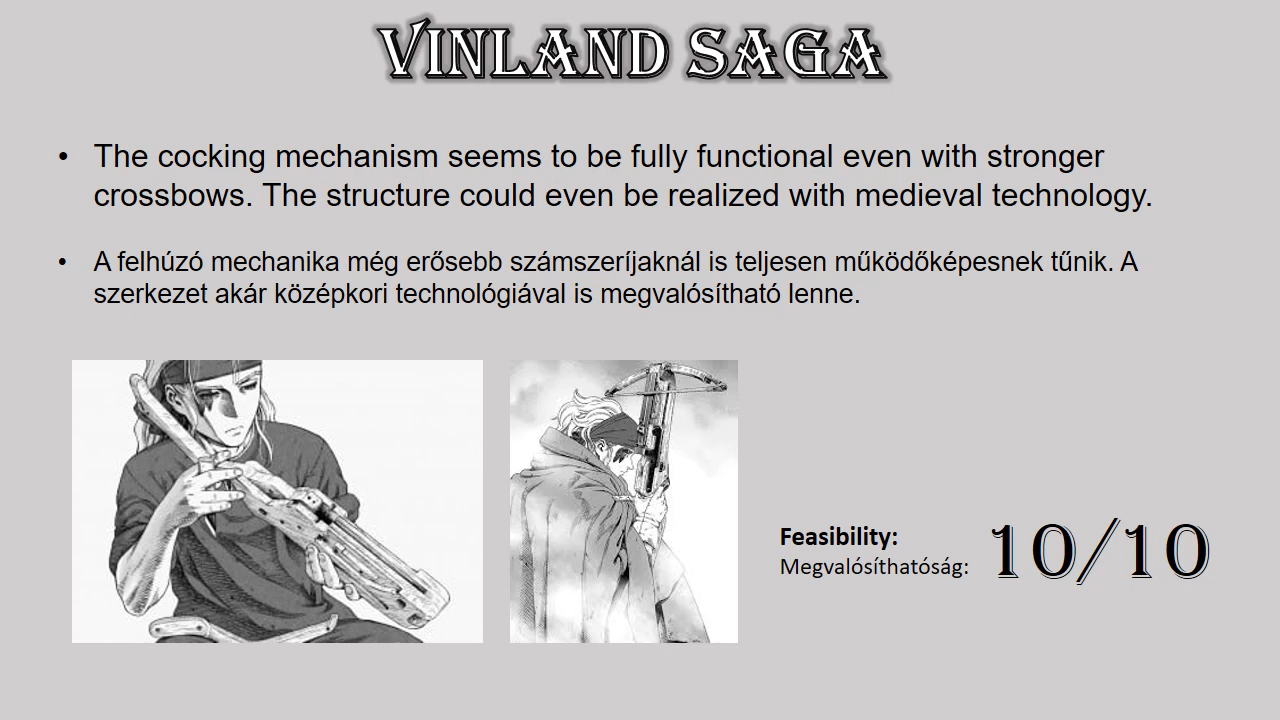 VINLAND SAGA
• The cocking mechanism seems to be fully functional even with stronger
crossbows. The structure could even be realized with medieval technology.
• A felhúzó mechanika még erősebb számszeríjaknál is teljesen működőképesnek tűnik. A
szerkezet akár középkori technológiával is megvalósítható lenne.
Feasibility:
Megvalósíthatóság:
10/10